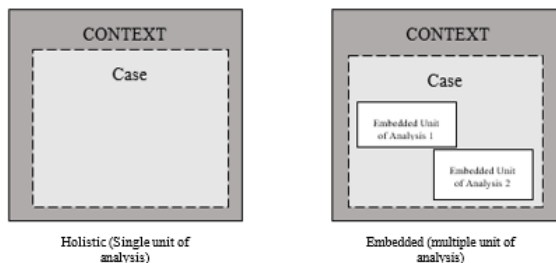 CONTEXT
Case
Holistic (Single unit of
analysis)
CONTEXT
Case
Embedded Unit
of Analysis 1
Embedded Unit
of Analysis 2
Embedded (multiple unit of
analysis)